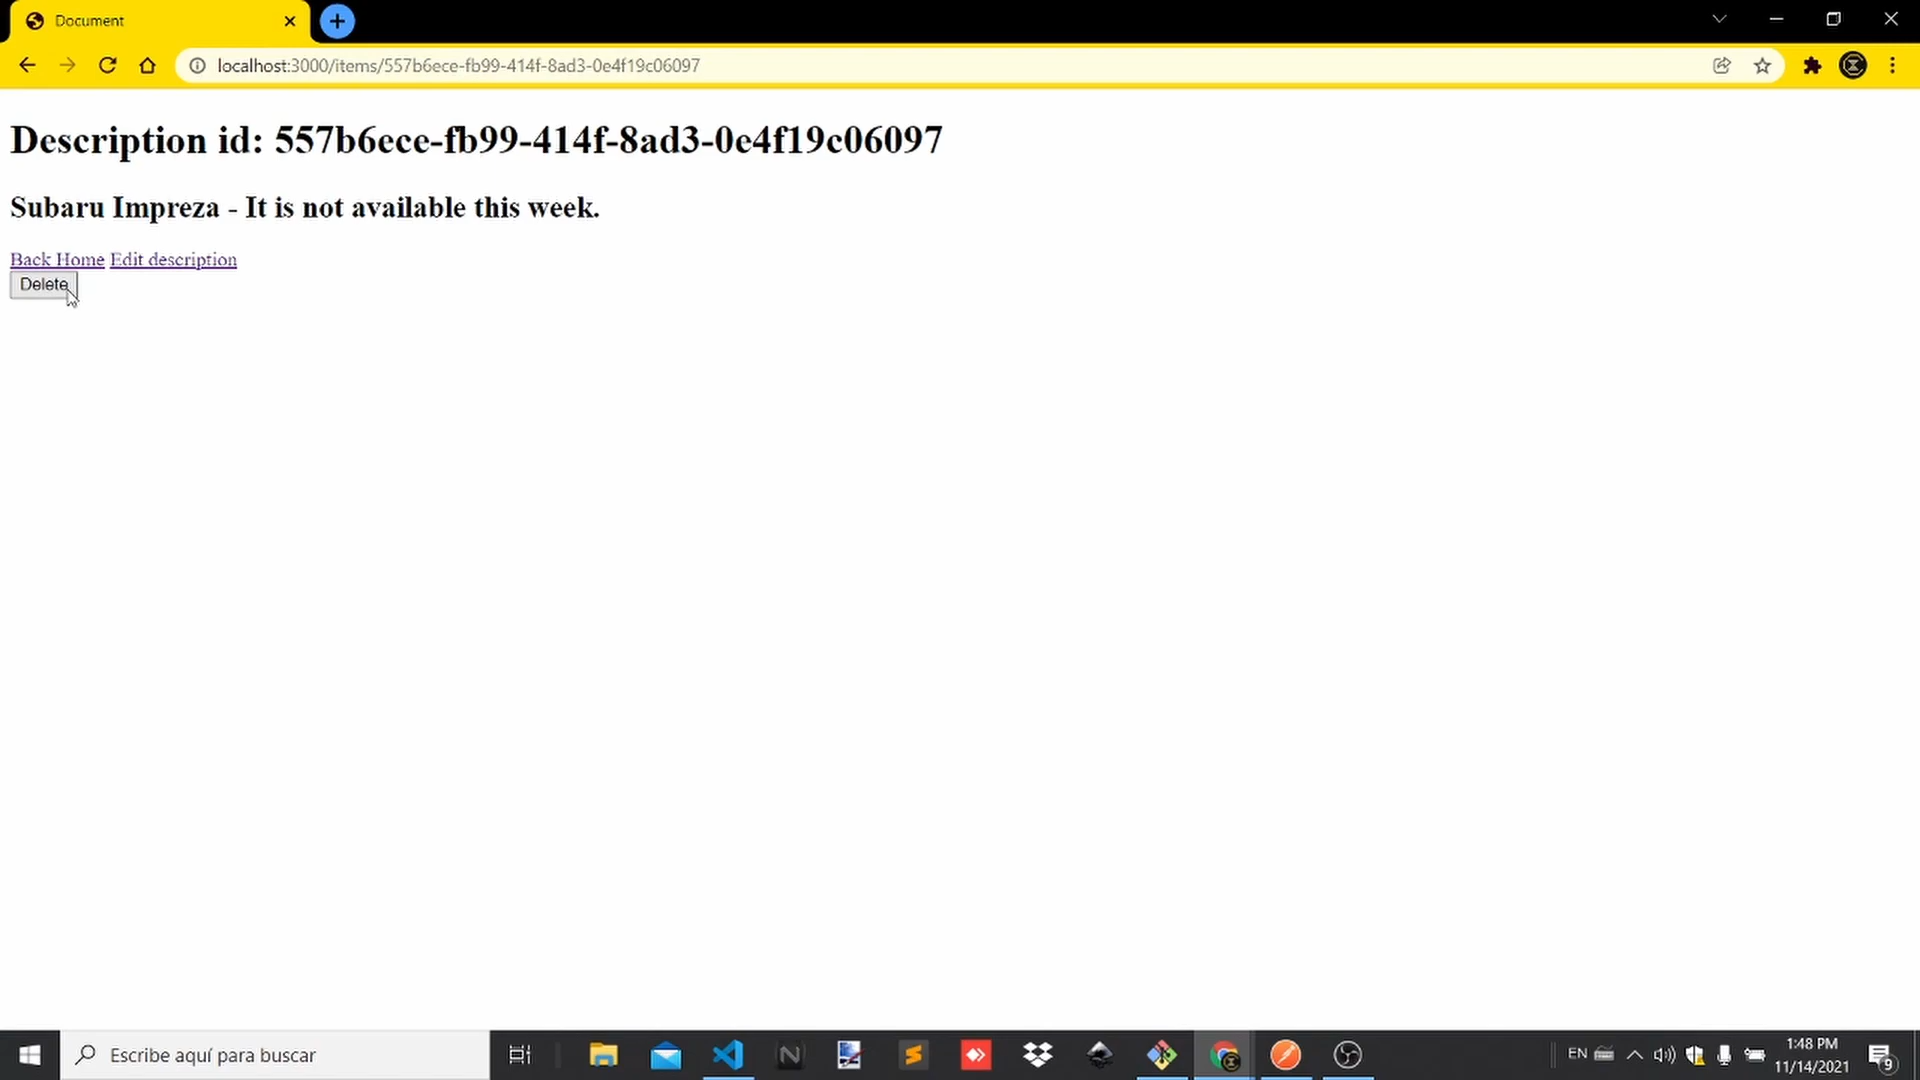 Document
localhost:3000/items/557b6ece-fb99-414f-8ad3-0e4f19c06097
Description id: 557b6ece-fb99-414f-8ad3-0e4f19c06097
Subaru Impreza - It is not available this week.
Back Home Edit description
Delete
Escribe aquí para buscar
EN
1:48 PM
11/14/2021
9